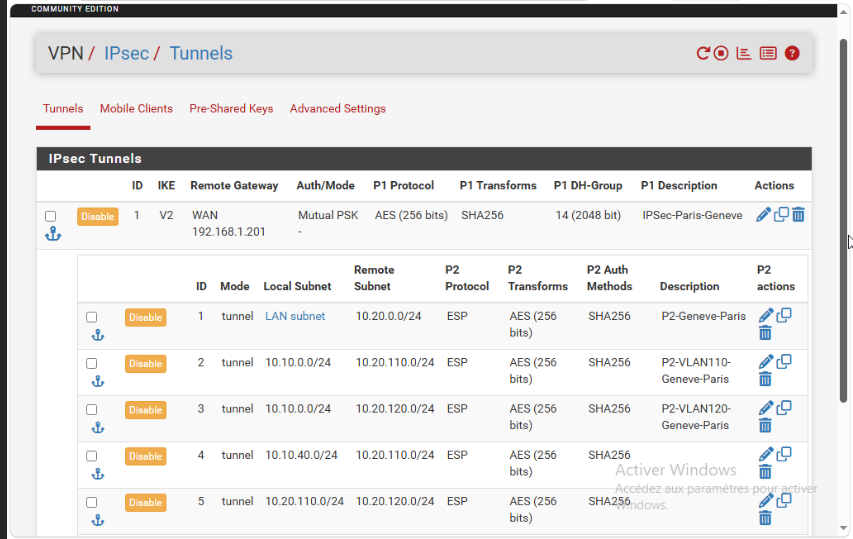 COMMUNITY EDITION
VPN / IPsec / Tunnels
Tunnels Mobile Clients Pre-Shared Keys Advanced Settings
IPsec Tunnels
ID IKE Remote Gateway Auth/Mode P1 Protocol P1 Transforms P1 DH-Group P1 Description Actions
Disable 1 V2 WAN Mutual PSK AES (256 bits) SHA256 14 (2048 bit) IPSec-Paris-Geneve
192.168.1.201 -
Remote P2 P2 P2 Auth P2
ID Mode Local Subnet Subnet Protocol Transforms Methods Description actions
Disable 1 tunnel LAN subnet 10.20.0.0/24 ESP AES (256 SHA256 P2-Geneve-Paris
bits)
Disable 2 tunnel 10.10.0.0/24 10.20.110.0/24 ESP AES (256 SHA256 P2-VLAN110-
bits) Geneve-Paris
Disable 3 tunnel 10.10.0.0/24 10.20.120.0/24 ESP AES (256 SHA256 P2-VLAN120-
bits) Geneve-Paris
Disable 4 tunnel 10.10.40.0/24 10.20.110.0/24 ESP AES (256 SHA256
bits)
Activer Windows
Accédez aux paramètres pour activer
Disable 5 tunnel 10.20.110.0/24 10.20.120.0/24 ESP AES (256 SHA256
Windows.
bits)